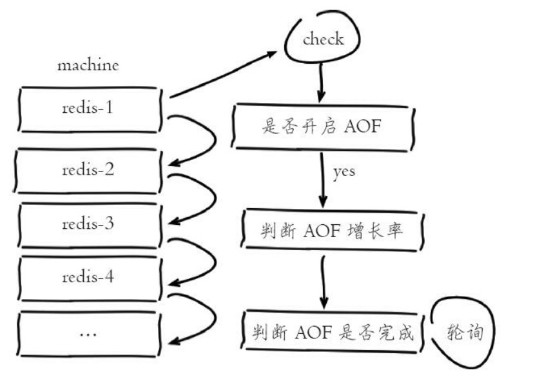 machine
redis-1
redis-2
redis-3
redis-4
...
check
是否开启 AOF
yes
判断 AOF 增长率
判断 AOF 是否完成
轮询